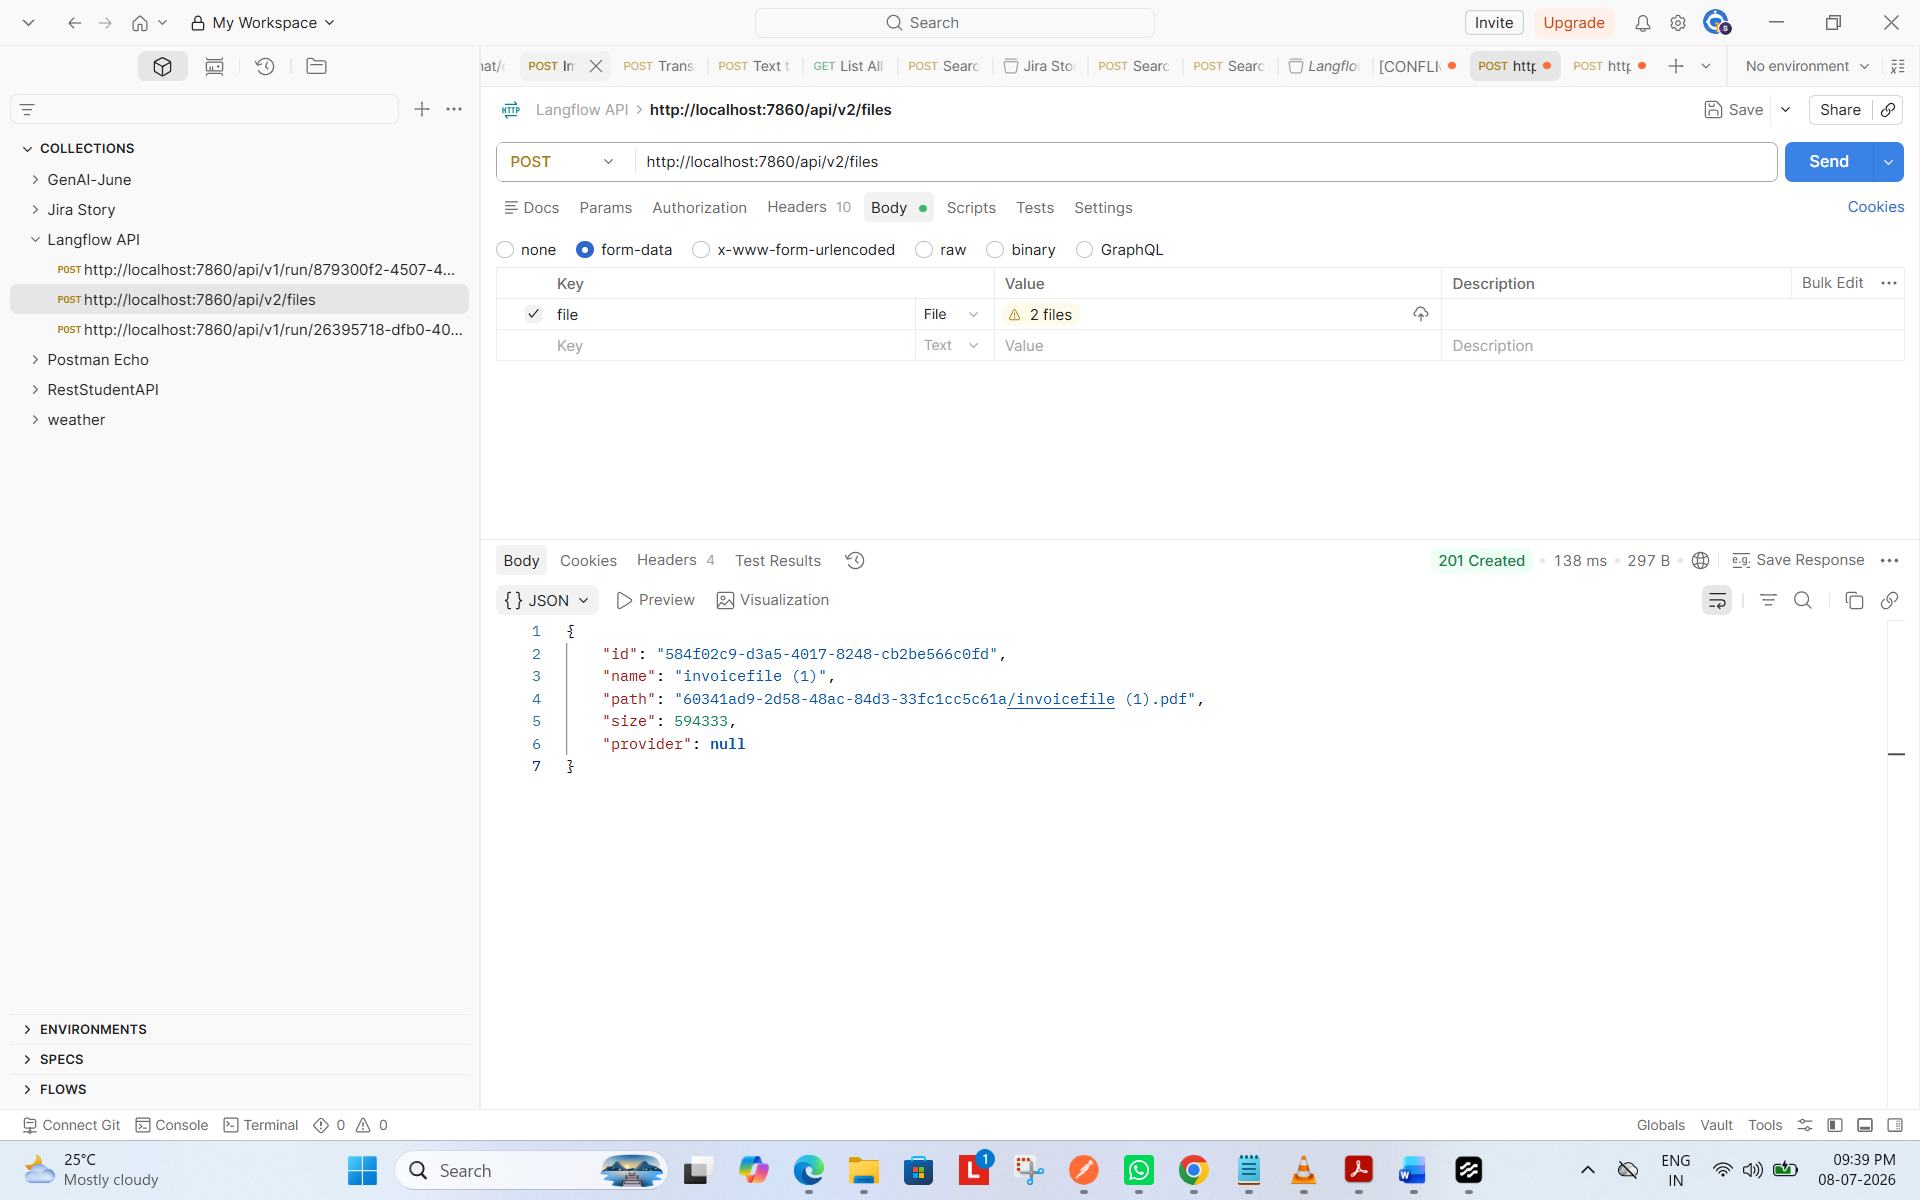 My Workspace
Search
Invite
Upgrade
POST Trans
POST Text t
GET List All
POST Searc
Jira Sto
POST Searc
POST Searc
Langflo
[CONFLI
POST
POST
No environment
Langflow API > http://localhost:7860/api/v2/files
Save
Share
COLLECTIONS
GenAI-June
Jira Story
Langflow API
POST http://localhost:7860/api/v1/run/879300f2-4507-4...
POST http://localhost:7860/api/v2/files
POST http://localhost:7860/api/v1/run/26395718-dfb0-40...
Postman Echo
RestStudentAPI
weather
POST
http://localhost:7860/api/v2/files
Send
Docs
Params
Authorization
Headers 10
Body
Scripts
Tests
Settings
Cookies
none
form-data
x-www-form-urlencoded
raw
binary
GraphQL
Key
Value
Description
Bulk Edit
file
File
2 files
Key
Text
Value
Description
Body
Cookies
Headers 4
Test Results
201 Created • 138 ms • 297 B
e.g. Save Response
{} JSON
Preview
Visualization
1 {
2 "id": "584f02c9-d3a5-4017-8248-cb2be566c0fd",
3 "name": "invoicefile (1)",
4 "path": "60341ad9-2d58-48ac-84d3-33fc1cc5c61a/invoicefile (1).pdf",
5 "size": 594333,
6 "provider": null
7 }
ENVIRONMENTS
SPECS
FLOWS
Connect Git
Console
Terminal
0
0
Globals
Vault
Tools
25°C
Mostly cloudy
Search
1
ENG
IN
09:39 PM
08-07-2026